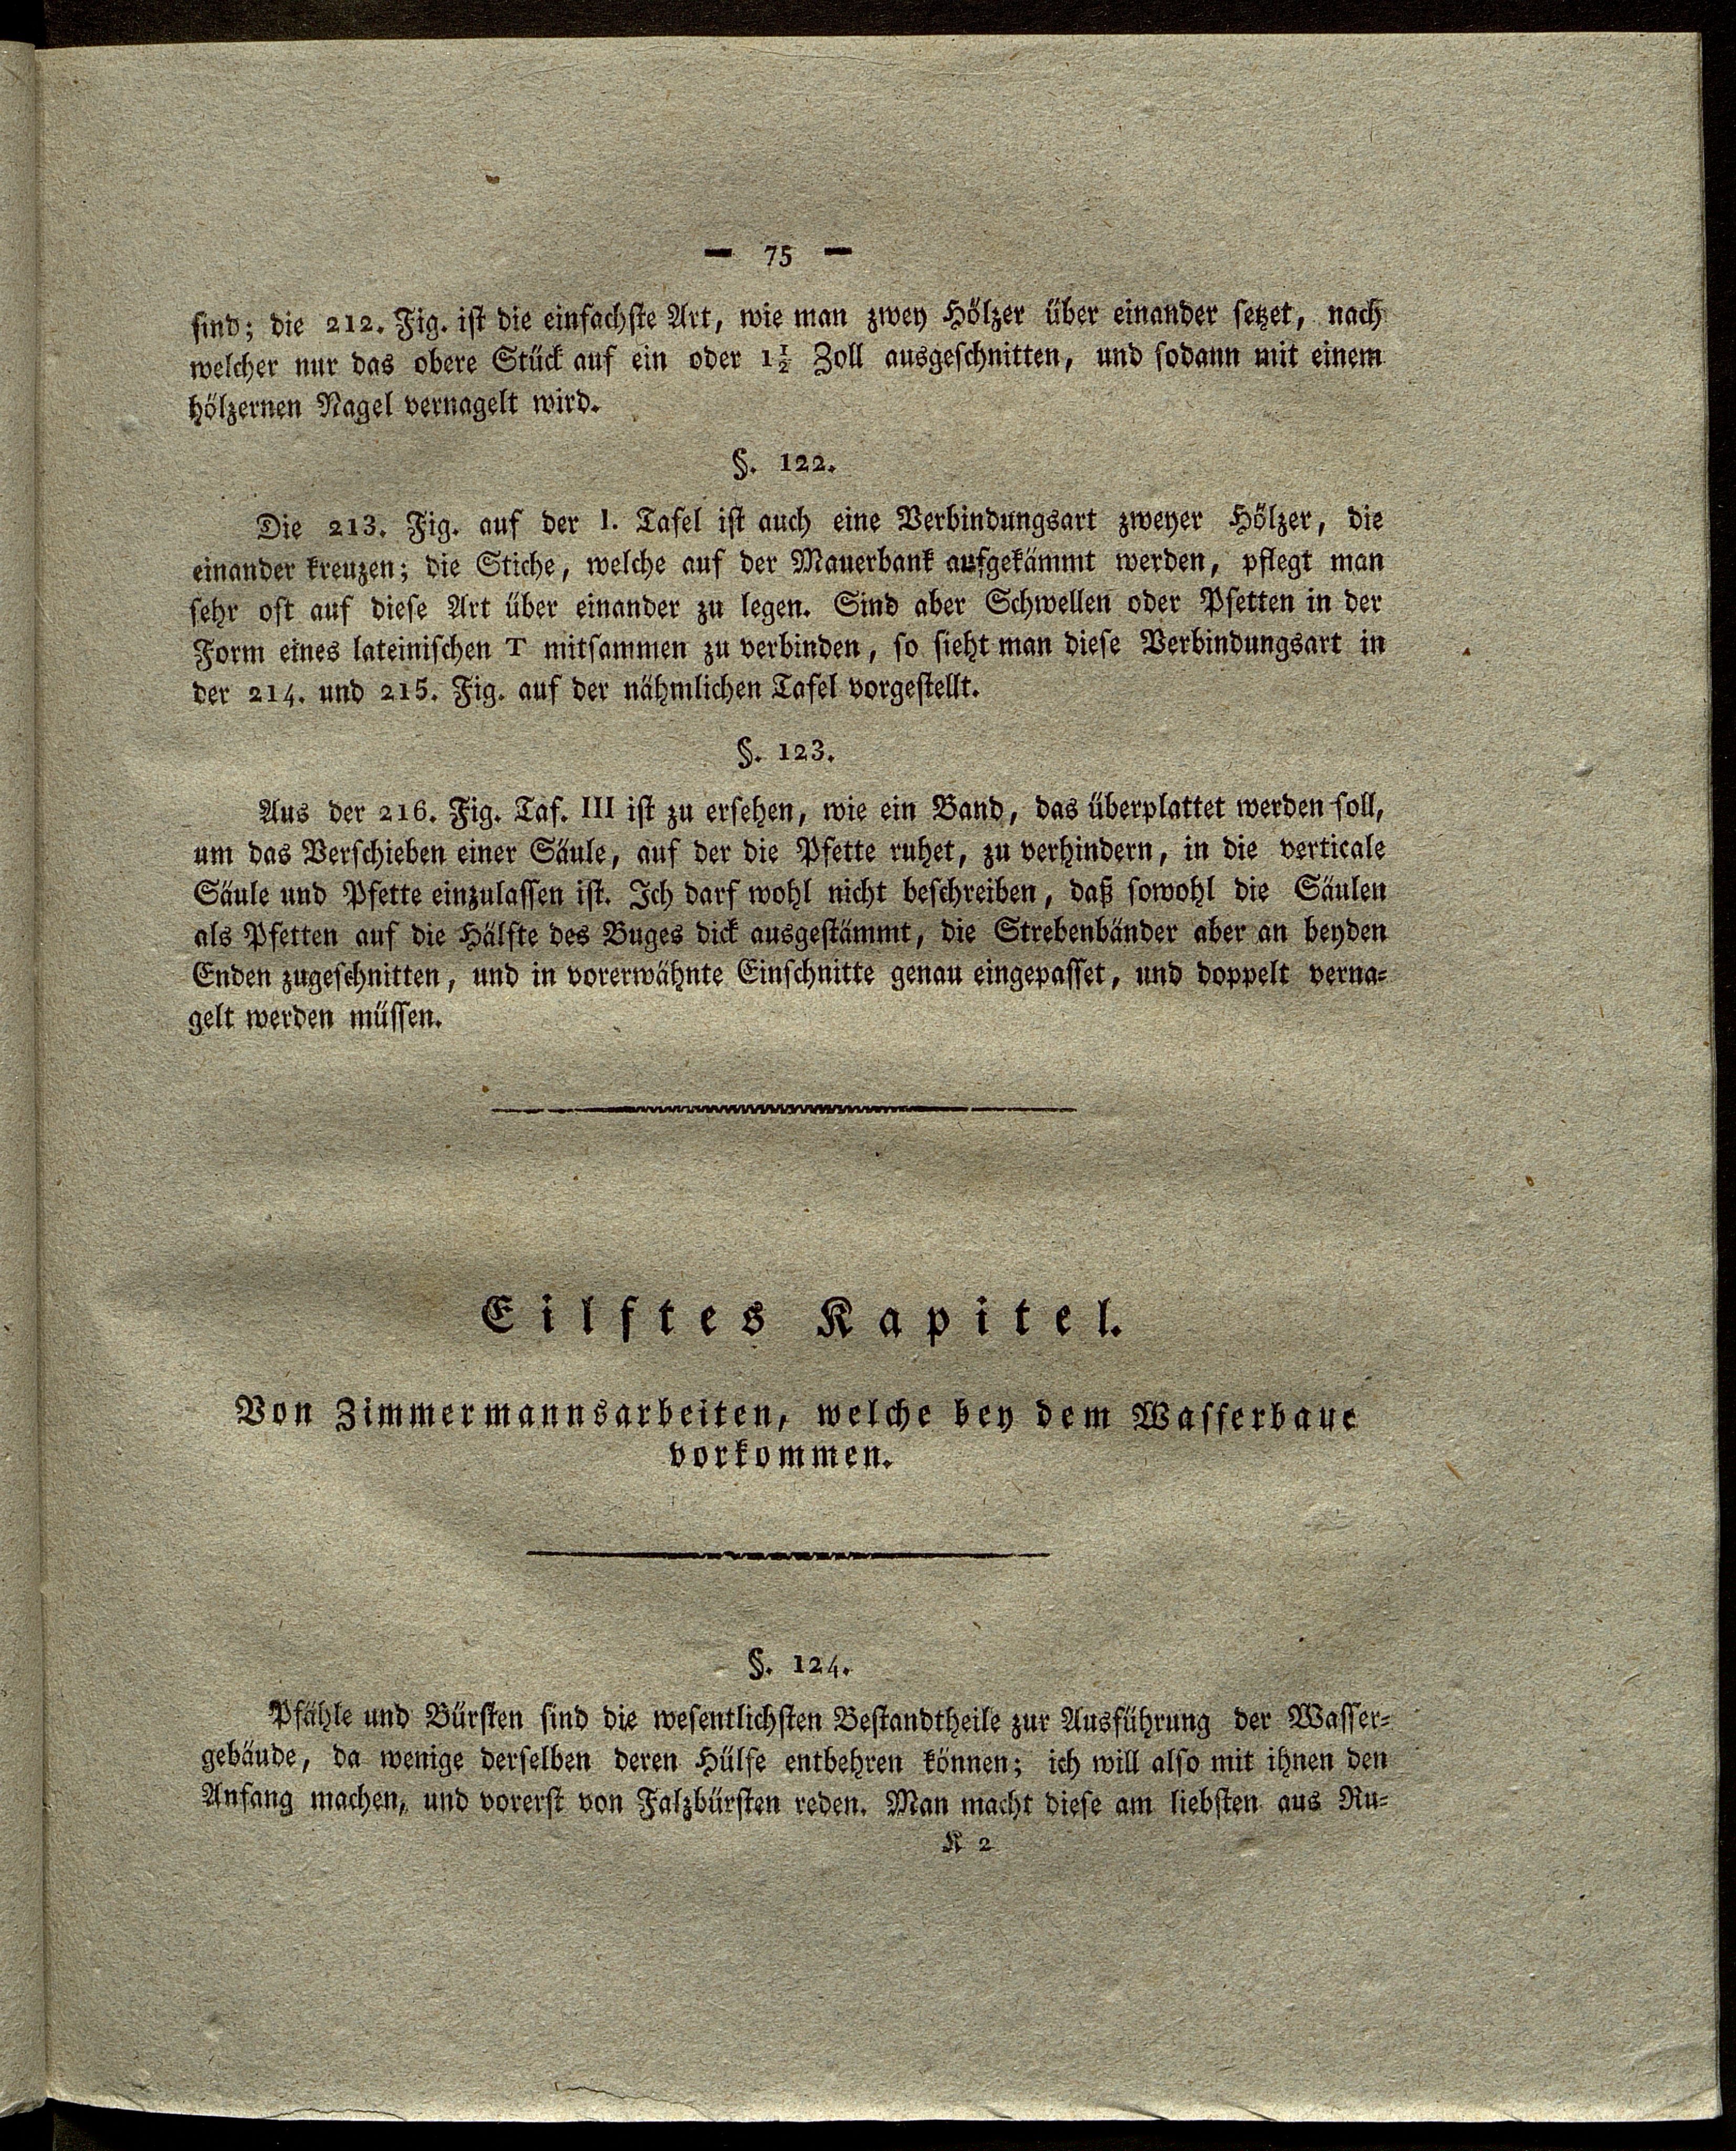 — 75 —
sind; die 212. Fig. ist die einfachste Art, wie man zwey Hölzer über einander setzet, nach
welcher nur das obere Stück auf ein oder 1½ Zoll ausgeschnitten, und sodann mit einem
hölzernen Nagel vernagelt wird.
§. 122.
Die 213. Fig. auf der I. Tafel ist auch eine Verbindungsart zweyer Hölzer, die
einander kreuzen; die Stiche, welche auf der Mauerbank aufgekämmt werden, pflegt man
sehr oft auf diese Art über einander zu legen. Sind aber Schwellen oder Pfetten in der
Form eines lateinischen T mitsammen zu verbinden, so sieht man diese Verbindungsart in
der 214. und 215. Fig. auf der nähmlichen Tafel vorgestellt.
§. 123.
Aus der 216. Fig. Taf. III ist zu ersehen, wie ein Band, das überplattet werden soll,
um das Verschieben einer Säule, auf der die Pfette ruhet, zu verhindern, in die verticale
Säule und Pfette einzulassen ist. Ich darf wohl nicht beschreiben, daß sowohl die Säulen
als Pfetten auf die Hälfte des Buges dick ausgestämmt, die Strebenbänder aber an beyden
Enden zugeschnitten, und in vorerwähnte Einschnitte genau eingepasset, und doppelt verna-
gelt werden müssen.
Eilftes Kapitel.
Von Zimmermannsarbeiten, welche bey dem Wasserbaue
vorkommen.
§. 124.
Pfähle und Bürsten sind die wesentlichsten Bestandtheile zur Ausführung der Wasser-
gebäude, da wenige derselben deren Hülfe entbehren können; ich will also mit ihnen den
Anfang machen, und vorerst von Falzbürsten reden. Man macht diese am liebsten aus Ru-
K 2